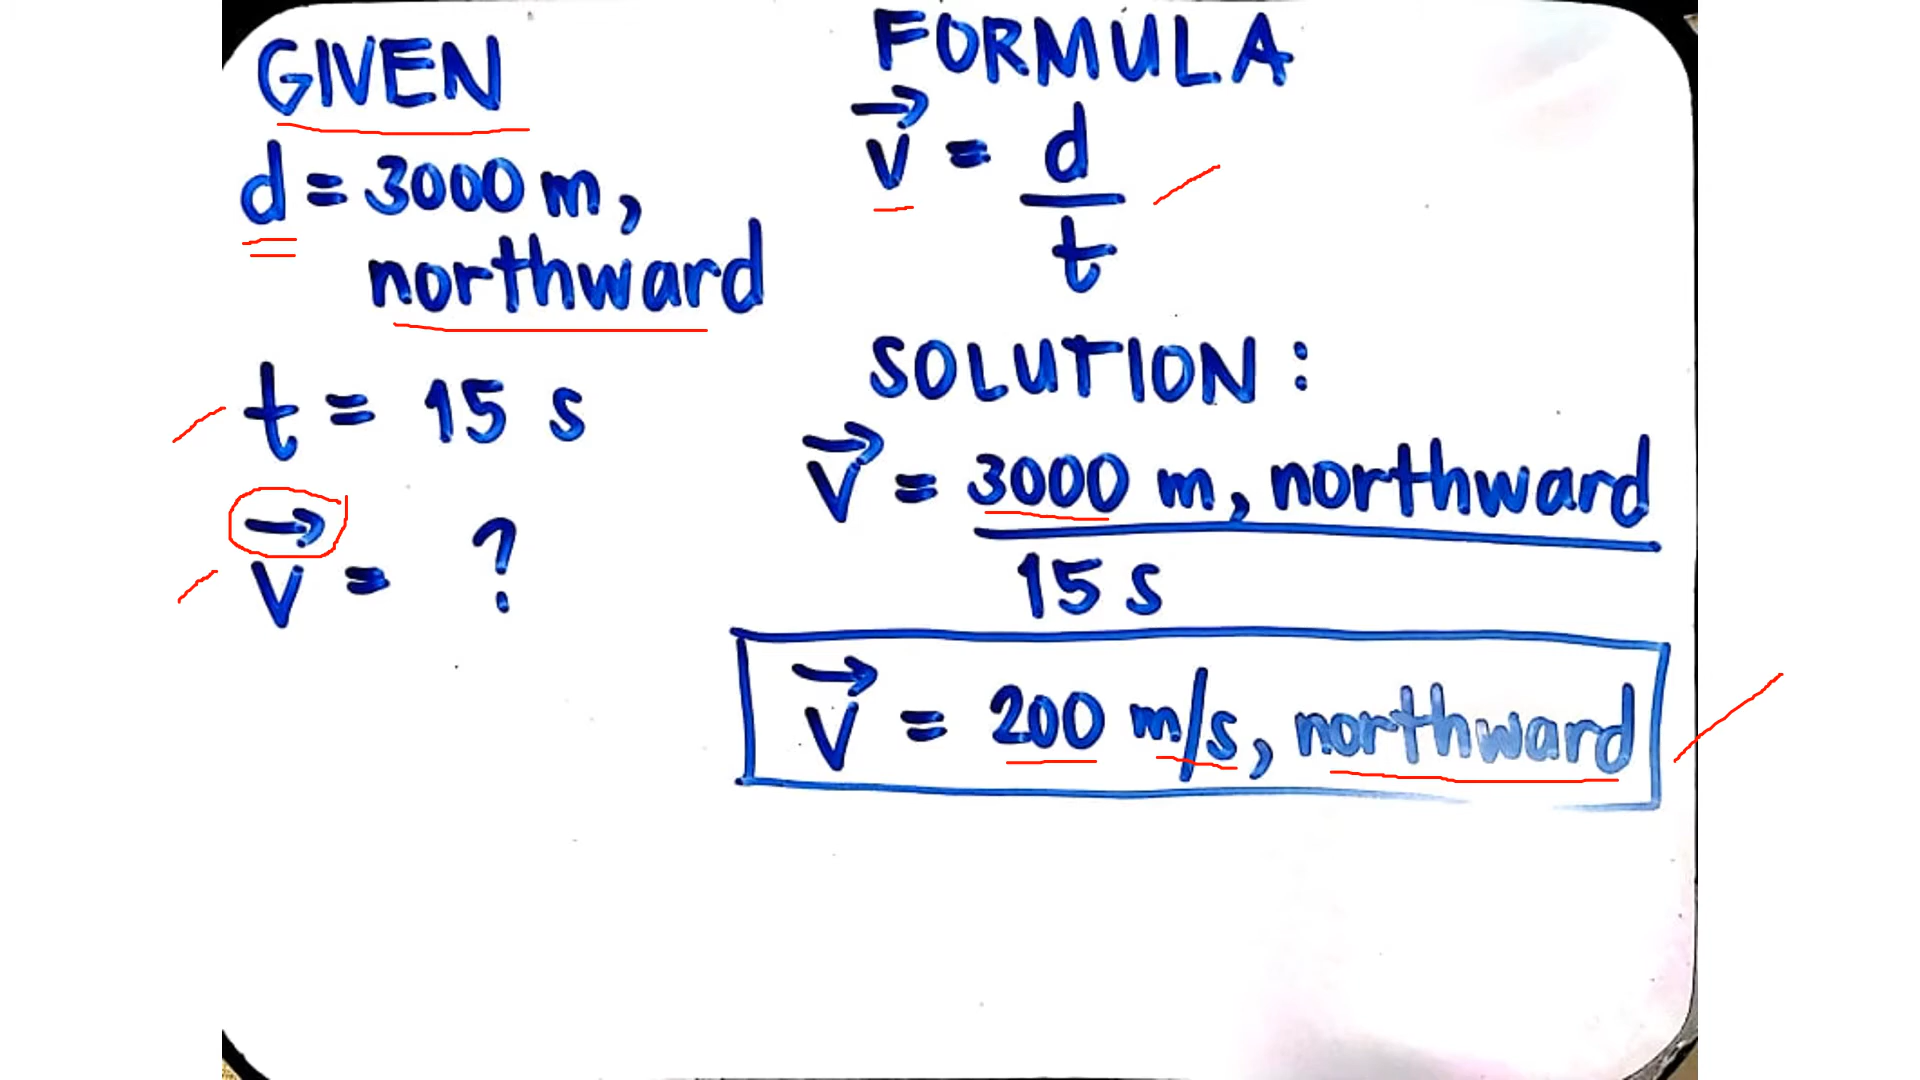 GIVEN
d = 3000 m,
northward
t = 15 s
v = ?
FORMULA
v = d
t
SOLUTION:
v = 3000 m, northward
15 s
v = 200 m/s, northward